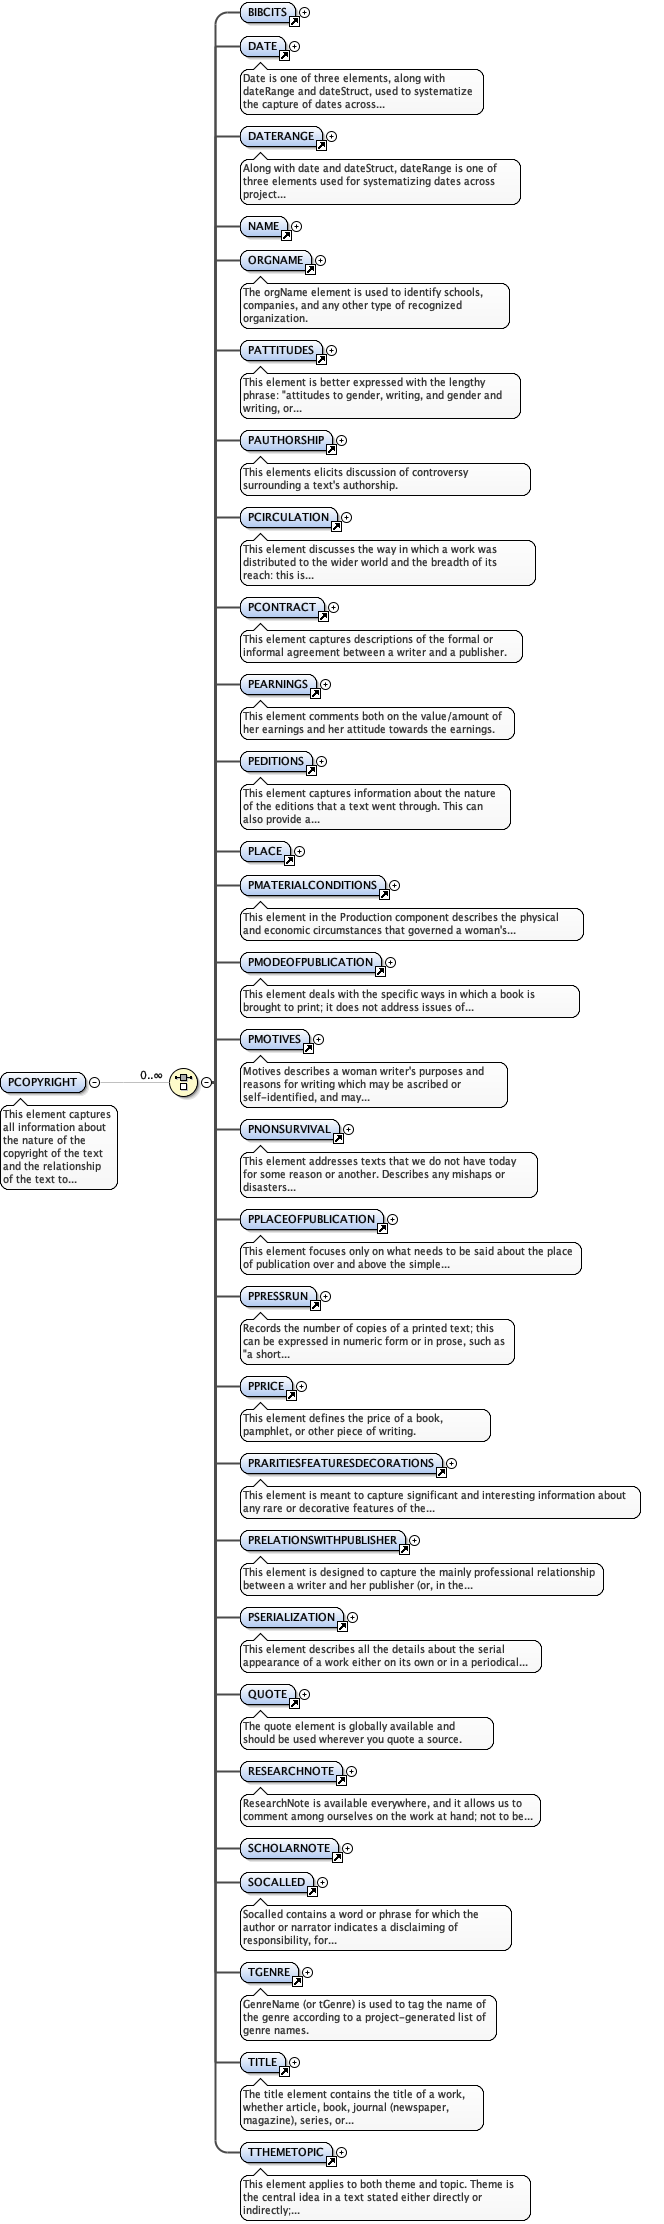 BIBCITS
DATE
Date is one of three elements, along with
dateRange and dateStruct, used to systematize
the capture of dates across...
DATERANGE
Along with date and dateStruct, dateRange is one of
three elements used for systematizing dates across
project...
NAME
ORGNAME
The orgName element is used to identify schools,
companies, and any other type of recognized
organization.
PATTITUDES
This element is better expressed with the lengthy
phrase: "attitudes to gender, writing, and gender and
writing, or...
PAUTHORSHIP
This elements elicits discussion of controversy
surrounding a text's authorship.
PCIRCULATION
This element discusses the way in which a work was
distributed to the wider world and the breadth of its
reach: this is...
PCONTRACT
This element captures descriptions of the formal or
informal agreement between a writer and a publisher.
PEARNINGS
This element comments both on the value/amount of
her earnings and her attitude towards the earnings.
PEDITIONS
This element captures information about the nature
of the editions that a text went through. This can
also provide a...
PLACE
PMATERIALCONDITIONS
This element in the Production component describes the physical
and economic circumstances that governed a woman's...
PMODEOFPUBLICATION
This element deals with the specific ways in which a book is
brought to print; it does not address issues of...
PMOTIVES
Motives describes a woman writer's purposes and
reasons for writing which may be ascribed or
self-identified, and may...
PCOPYRIGHT
0..∞
This element captures
all information about
the nature of the
copyright of the text
and the relationship
of the text to...
PNONSURVIVAL
This element addresses texts that we do not have today
for some reason or another. Describes any mishaps or
disasters...
PPLACEOFPUBLICATION
This element focuses only on what needs to be said about the place
of publication over and above the simple...
PPRESSRUN
Records the number of copies of a printed text; this
can be expressed in numeric form or in prose, such as
"a short...
PPRICE
This element defines the price of a book,
pamphlet, or other piece of writing.
PRARITIESFEATURESDECORATIONS
This element is meant to capture significant and interesting information about
any rare or decorative features of the...
PRELATIONSWITHPUBLISHER
This element is designed to capture the mainly professional relationship
between a writer and her publisher (or, in the...
PSERIALIZATION
This element describes all the details about the serial
appearance of a work either on its own or in a periodical...
QUOTE
The quote element is globally available and
should be used wherever you quote a source.
RESEARCHNOTE
ResearchNote is available everywhere, and it allows us to
comment among ourselves on the work at hand; not to be...
SCHOLARNOTE
SOCALLED
Socalled contains a word or phrase for which the
author or narrator indicates a disclaiming of
responsibility, for...
TGENRE
GenreName (or tGenre) is used to tag the name of
the genre according to a project-generated list of
genre names.
TITLE
The title element contains the title of a work,
whether article, book, journal (newspaper,
magazine), series, or...
TTHEMETOPIC
This element applies to both theme and topic. Theme is
the central idea in a text stated either directly or
indirectly;...